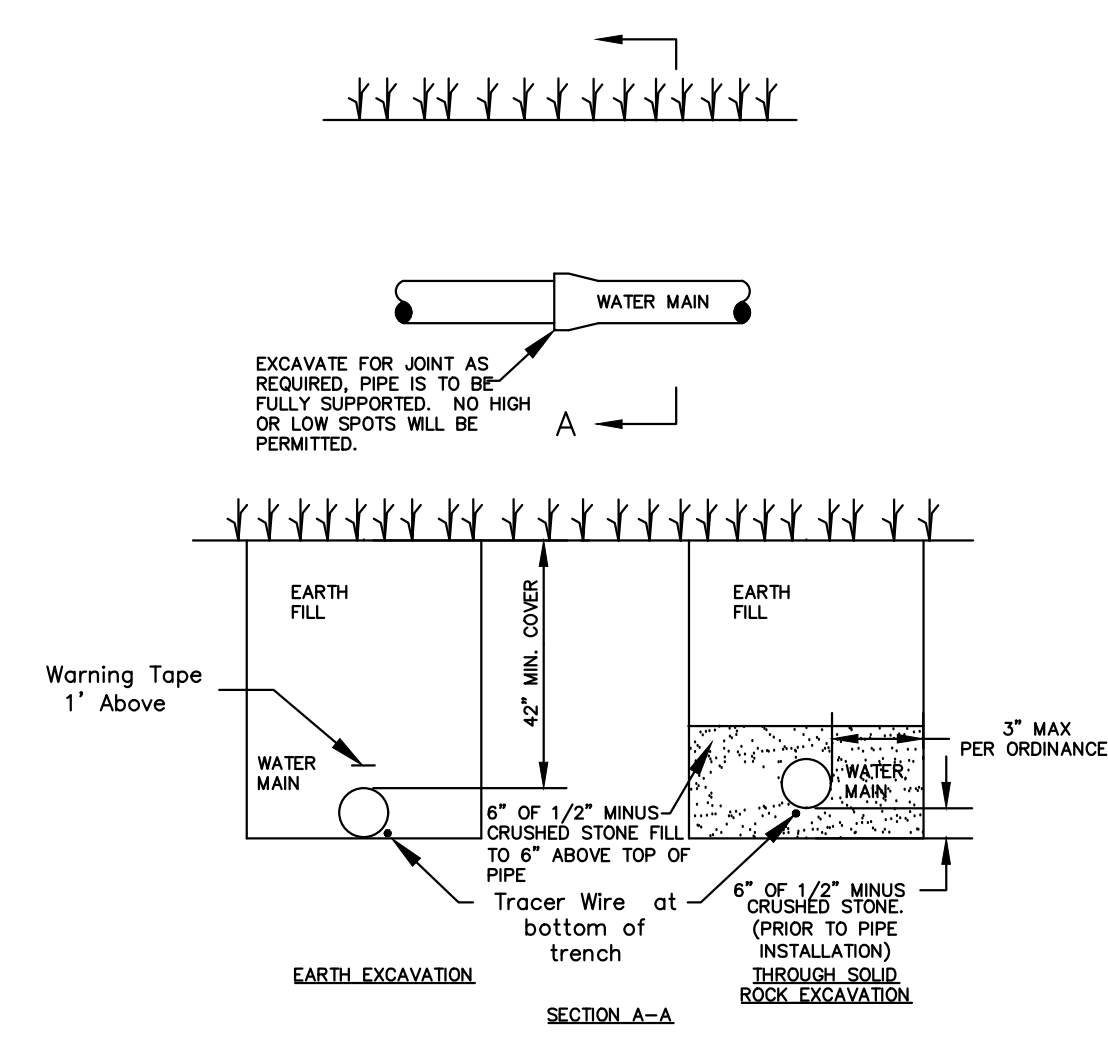 WATER MAIN
EXCAVATE FOR JOINT AS
REQUIRED, PIPE IS TO BE
FULLY SUPPORTED. NO HIGH
OR LOW SPOTS WILL BE
PERMITTED.
A
EARTH
FILL
42" MIN. COVER
EARTH
FILL
Warning Tape
1' Above
WATER
MAIN
3" MAX
PER ORDINANCE
WATER
MAIN
6" OF 1/2" MINUS
CRUSHED STONE FILL
TO 6" ABOVE TOP OF
PIPE
Tracer Wire at
bottom of
trench
6" OF 1/2" MINUS
CRUSHED STONE.
(PRIOR TO PIPE
INSTALLATION)
EARTH EXCAVATION
THROUGH SOLID
ROCK EXCAVATION
SECTION A-A